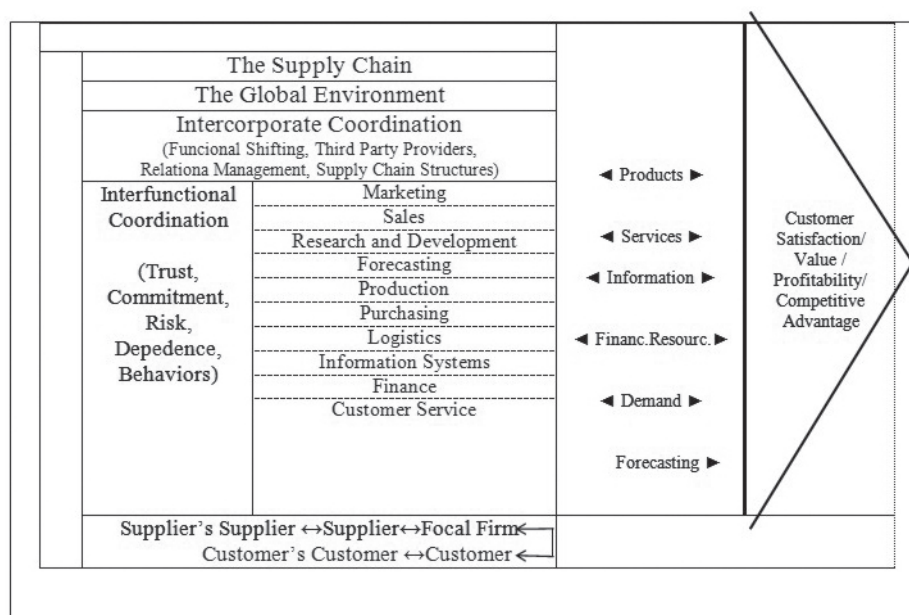 The Supply Chain
The Global Environment
Intercorporate Coordination
(Funcional Shifting, Third Party Providers,
Relationa Management, Supply Chain Structures)
Interfunctional
Coordination
(Trust,
Commitment,
Risk,
Depedence,
Behaviors)
Marketing
Sales
Research and Development
Forecasting
Production
Purchasing
Logistics
Information Systems
Finance
Customer Service
◄ Products ►
◄ Services ►
◄ Information ►
◄ Financ.Resourc. ►
◄ Demand ►
Forecasting ►
Customer
Satisfaction/
Value /
Profitability/
Competitive
Advantage
Supplier’s Supplier ↔Supplier↔Focal Firm
Customer’s Customer ↔Customer